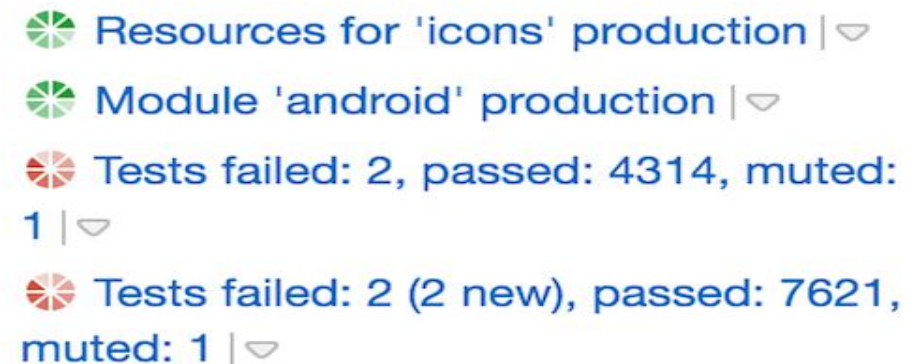 Resources for 'icons' production |
Module 'android' production |
Tests failed: 2, passed: 4314, muted:
1 |
Tests failed: 2 (2 new), passed: 7621,
muted: 1 |